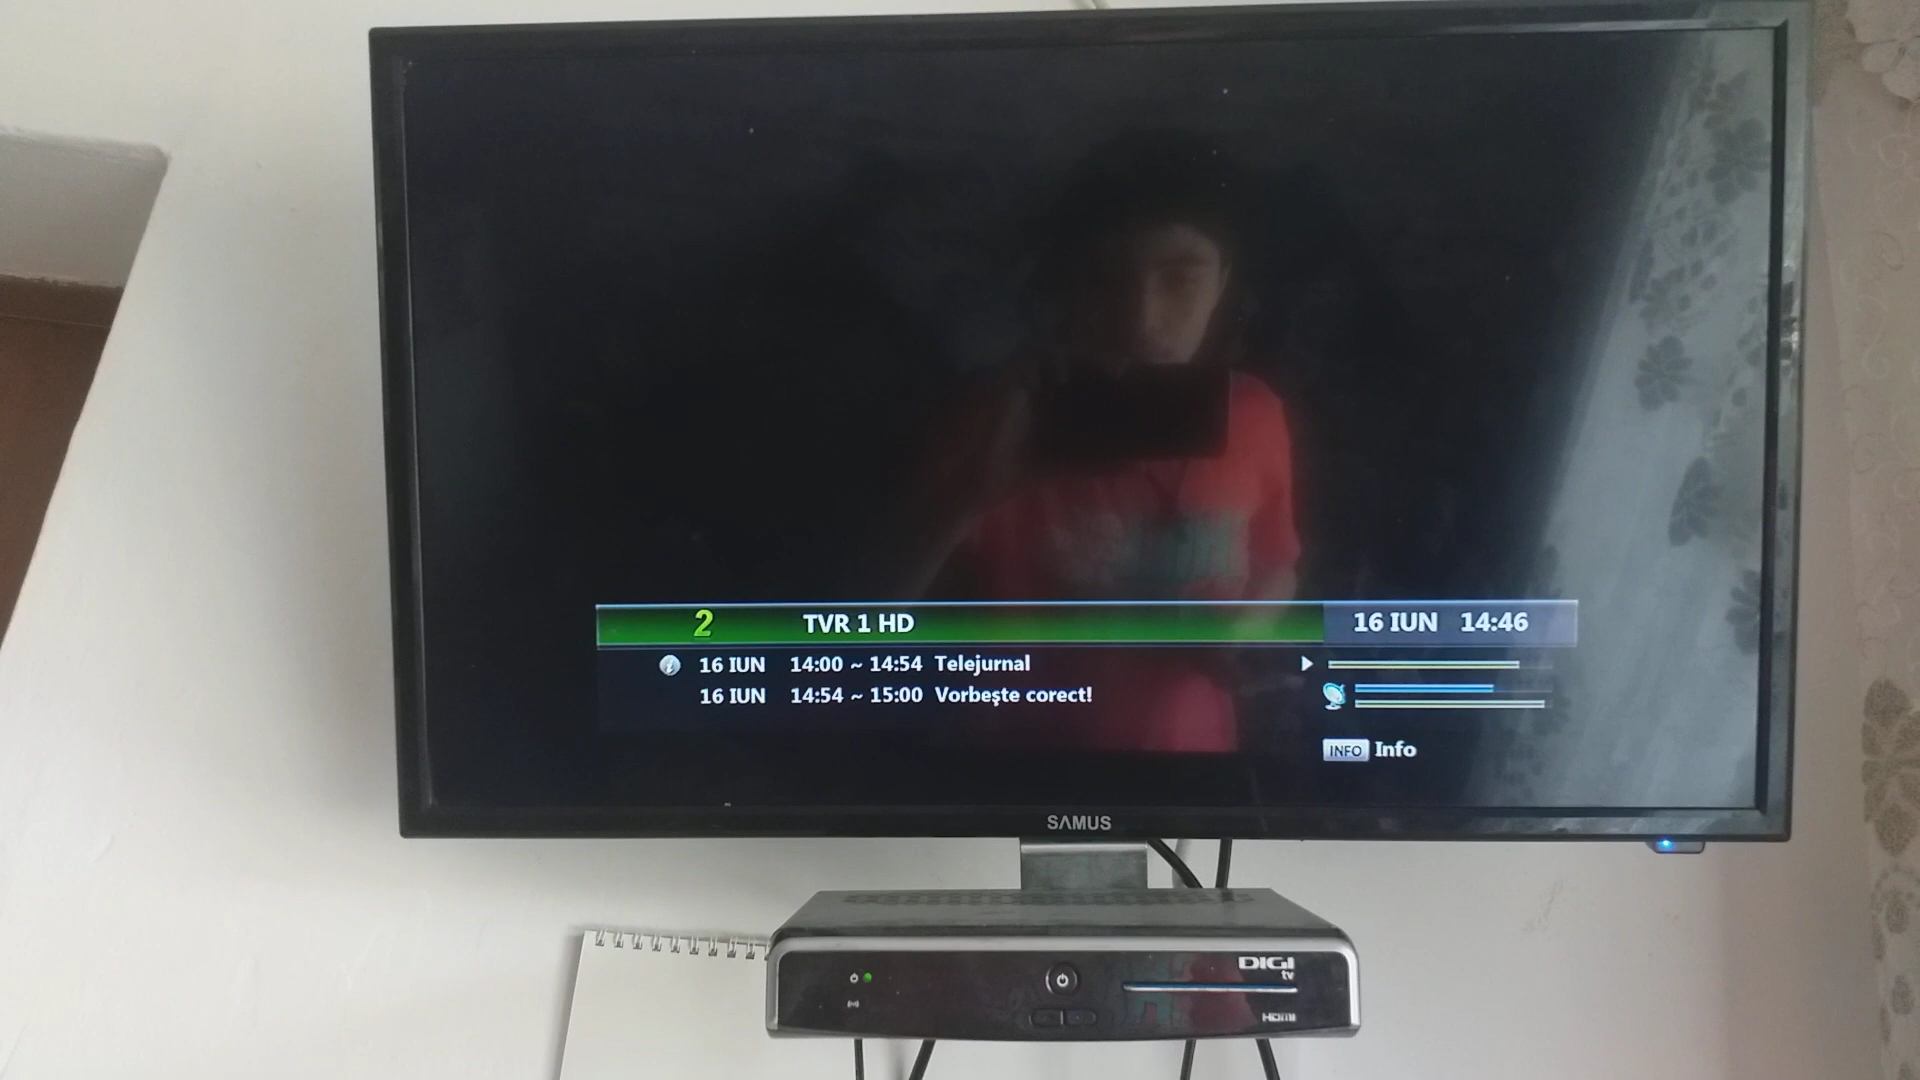 2 TVR 1 HD 16 IUN 14:46
16 IUN 14:00 ~ 14:54 Telejurnal
16 IUN 14:54 ~ 15:00 Vorbeşte corect!
INFO Info
SAMUS
DIGI
tv
HDMI